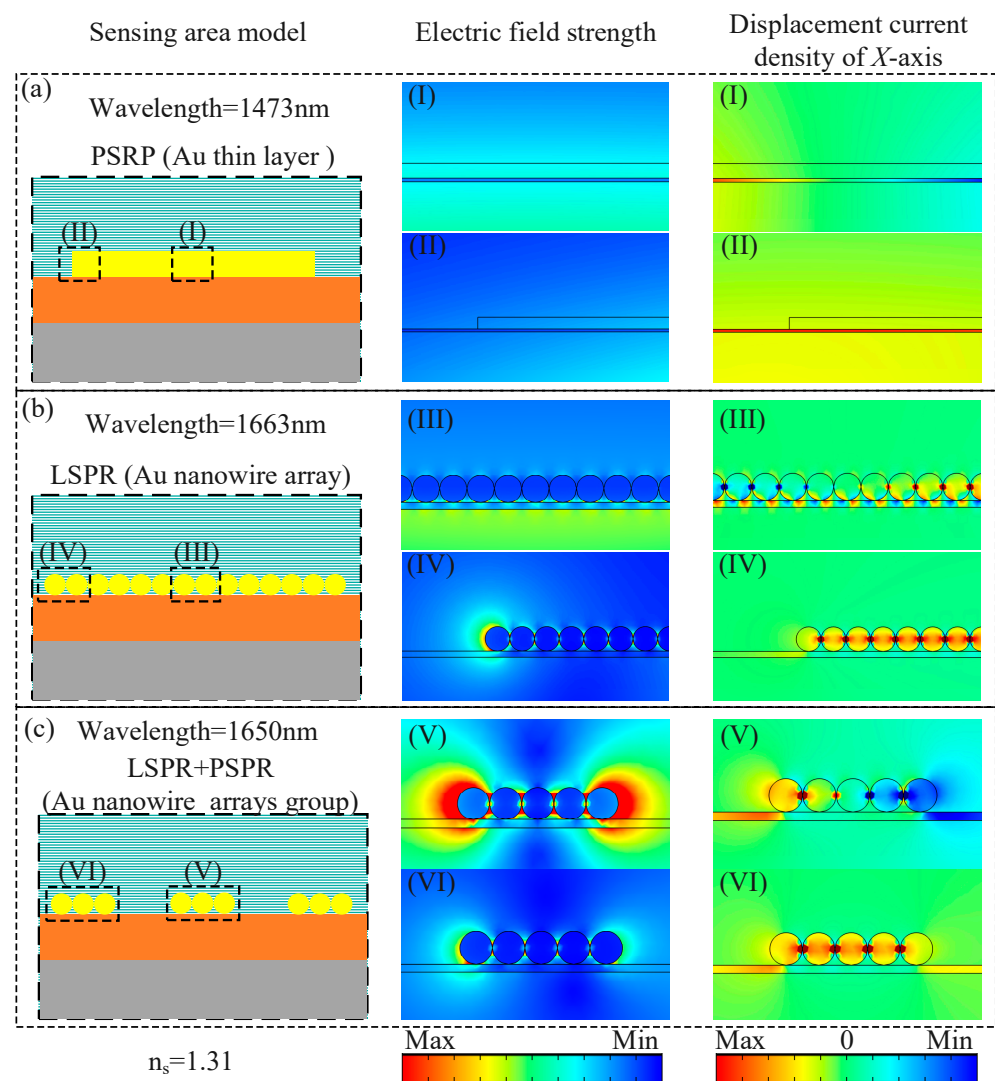 Sensing area model
Electric field strength
Displacement current
density of X-axis
(a)
Wavelength=1473nm
PSRP (Au thin layer )
(II)
(I)
(I)
(I)
(II)
(II)
(b)
Wavelength=1663nm
LSPR (Au nanowire array)
(IV)
(III)
(III)
(III)
(IV)
(IV)
(c)
Wavelength=1650nm
LSPR+PSPR
(Au nanowire arrays group)
(VI)
(V)
(V)
(V)
(VI)
(VI)
nₛ=1.31
Max Min
Max 0 Min